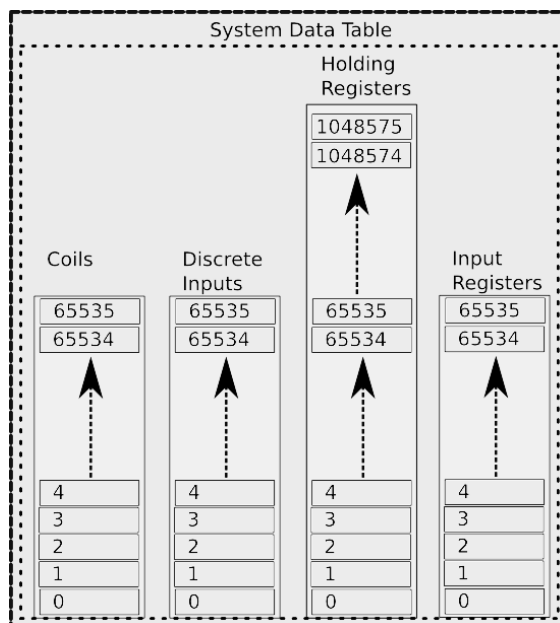 System Data Table
Holding
Registers
1048575
1048574
Coils
Discrete
Inputs
Input
Registers
65535 65535 65535 65535
65534 65534 65534 65534
4 4 4 4
3 3 3 3
2 2 2 2
1 1 1 1
0 0 0 0